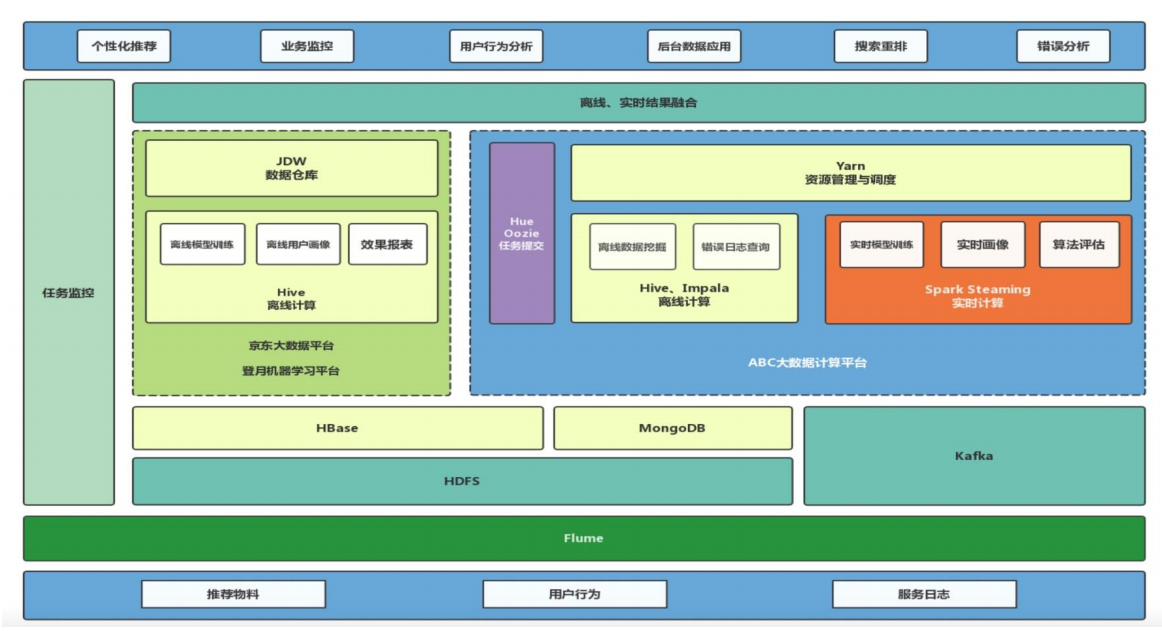 个性化推荐
业务监控
用户行为分析
后台数据应用
搜索重排
错误分析
任务监控
离线、实时结果融合
JDW
数据仓库
离线模型训练
离线用户画像
效果报表
Hive
离线计算
京东大数据平台
登月机器学习平台
Hue
Oozie
任务提交
Yarn
资源管理与调度
离线数据挖掘
错误日志查询
Hive、Impala
离线计算
实时模型训练
实时画像
算法评估
Spark Steaming
实时计算
ABC大数据计算平台
HBase
MongoDB
HDFS
Kafka
Flume
推荐物料
用户行为
服务日志